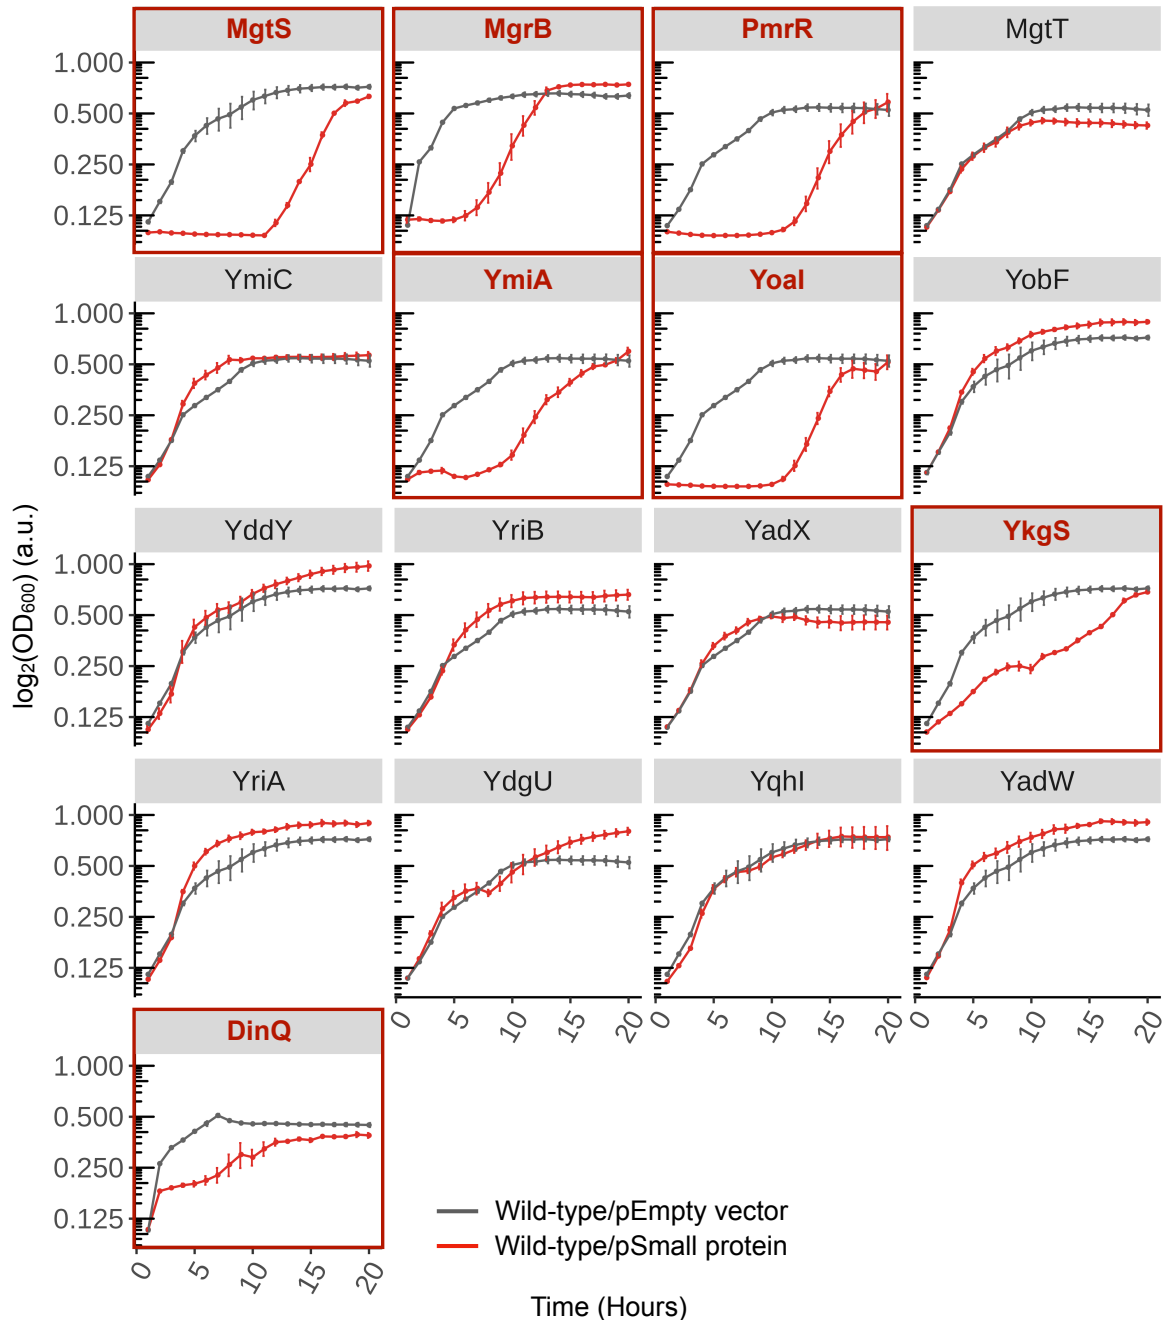 MgtS MgrB PmrR MgtT
1.000
0.500
0.250
0.125
YmiC YmiA YoaI YobF
1.000
0.500
0.250
0.125
YddY YriB YadX YkgS
1.000
0.500
0.250
0.125
log₂(OD₆₀₀) (a.u.)
YriA YdgU YqhI YadW
1.000
0.500
0.250
0.125
0 5 10 15 20 0 5 10 15 20 0 5 10 15 20
DinQ
1.000
0.500
0.250
0.125
0 5 10 15 20
Wild-type/pEmpty vector
Wild-type/pSmall protein
Time (Hours)